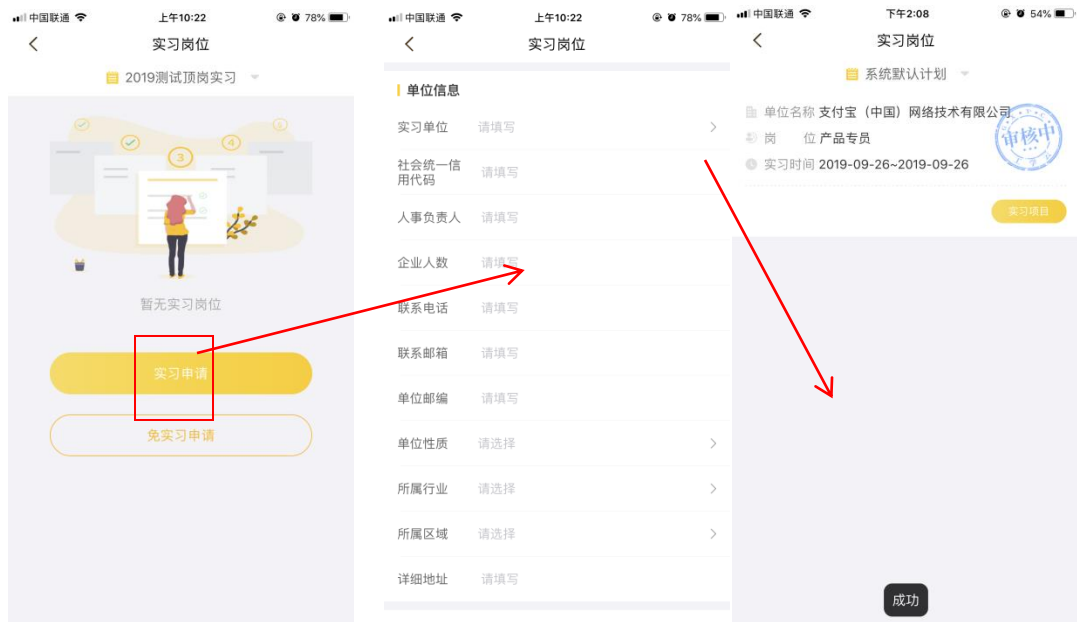 中国联通
上午10:22
78%
实习岗位
2019测试顶岗实习
3
4
暂无实习岗位
实习申请
免实习申请
中国联通
上午10:22
78%
实习岗位
单位信息
实习单位 请填写
社会统一信
用代码 请填写
人事负责人 请填写
企业人数 请填写
联系电话 请填写
联系邮箱 请填写
单位邮编 请填写
单位性质 请选择
所属行业 请选择
所属区域 请选择
详细地址 请填写
中国联通
下午2:08
54%
实习岗位
系统默认计划
单位名称 支付宝（中国）网络技术有限公司
岗 位 产品专员
实习时间 2019-09-26~2019-09-26
审核中
实习项目
成功